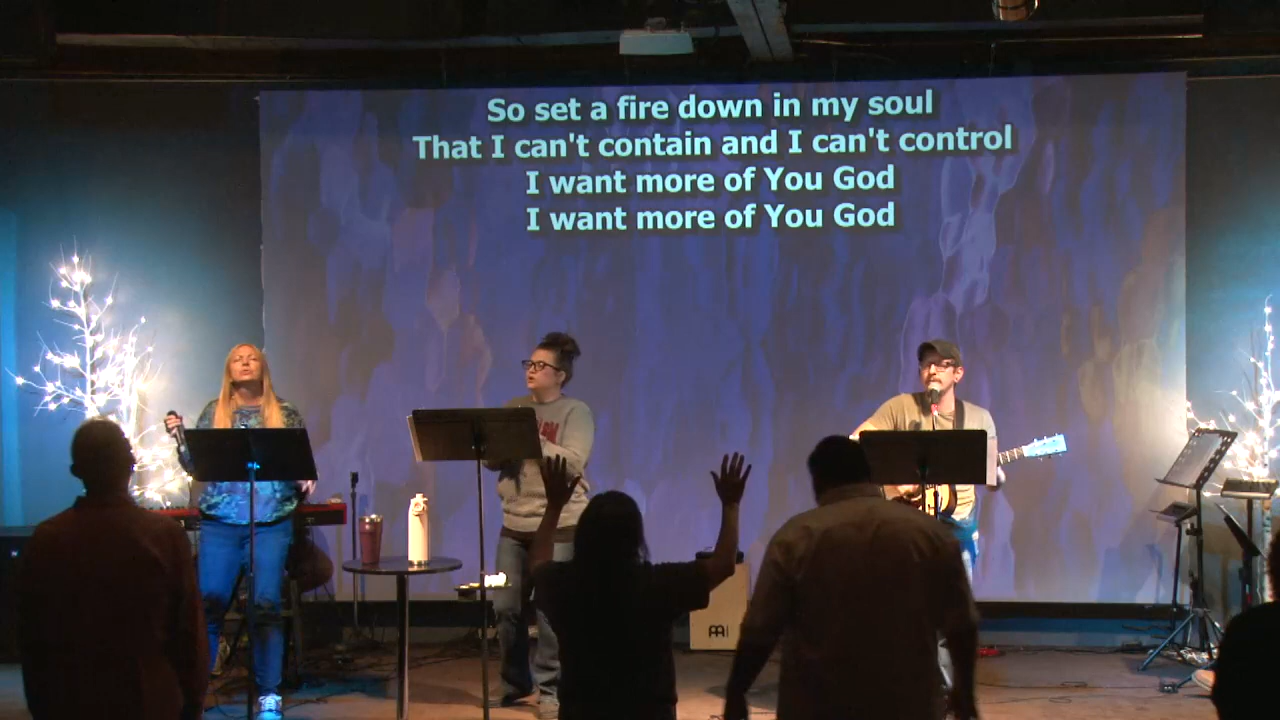 So set a fire down in my soul
That I can't contain and I can't control
I want more of You God
I want more of You God